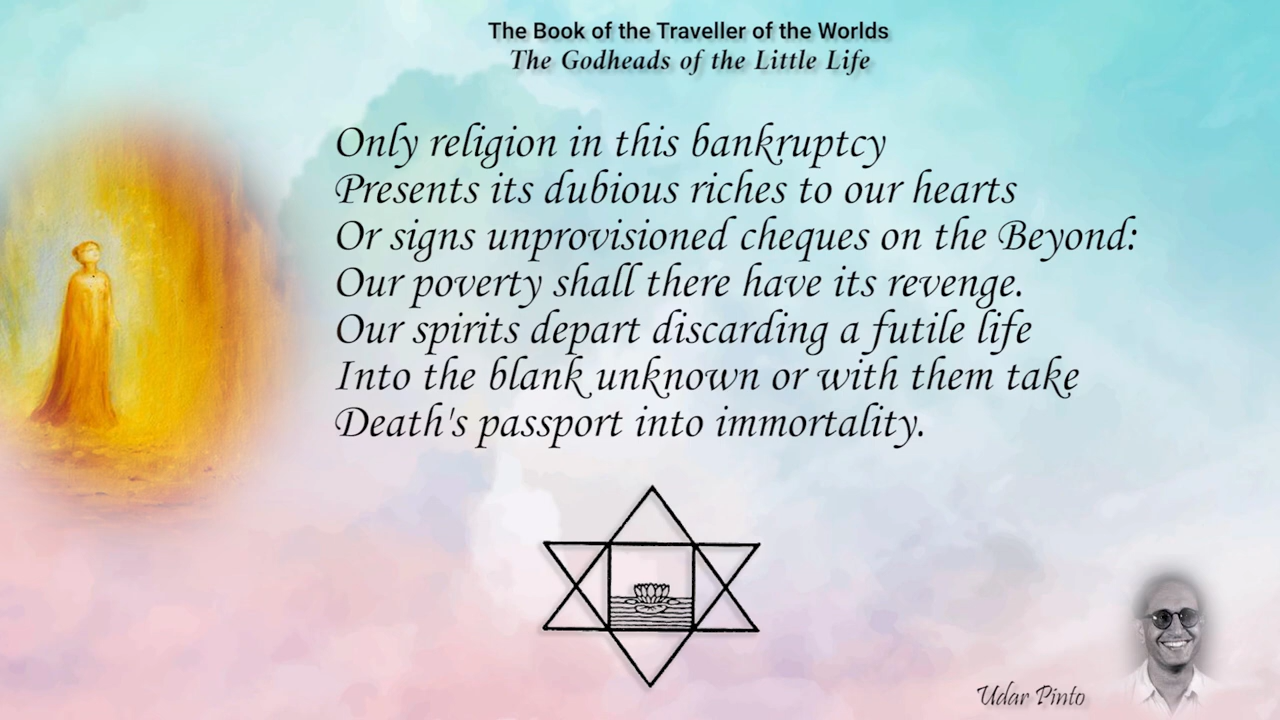 The Book of the Traveller of the Worlds
The Godheads of the Little Life
Only religion in this bankruptcy
Presents its dubious riches to our hearts
Or signs unprovisioned cheques on the Beyond:
Our poverty shall there have its revenge.
Our spirits depart discarding a futile life
Into the blank unknown or with them take
Death's passport into immortality.
Udar Pinto